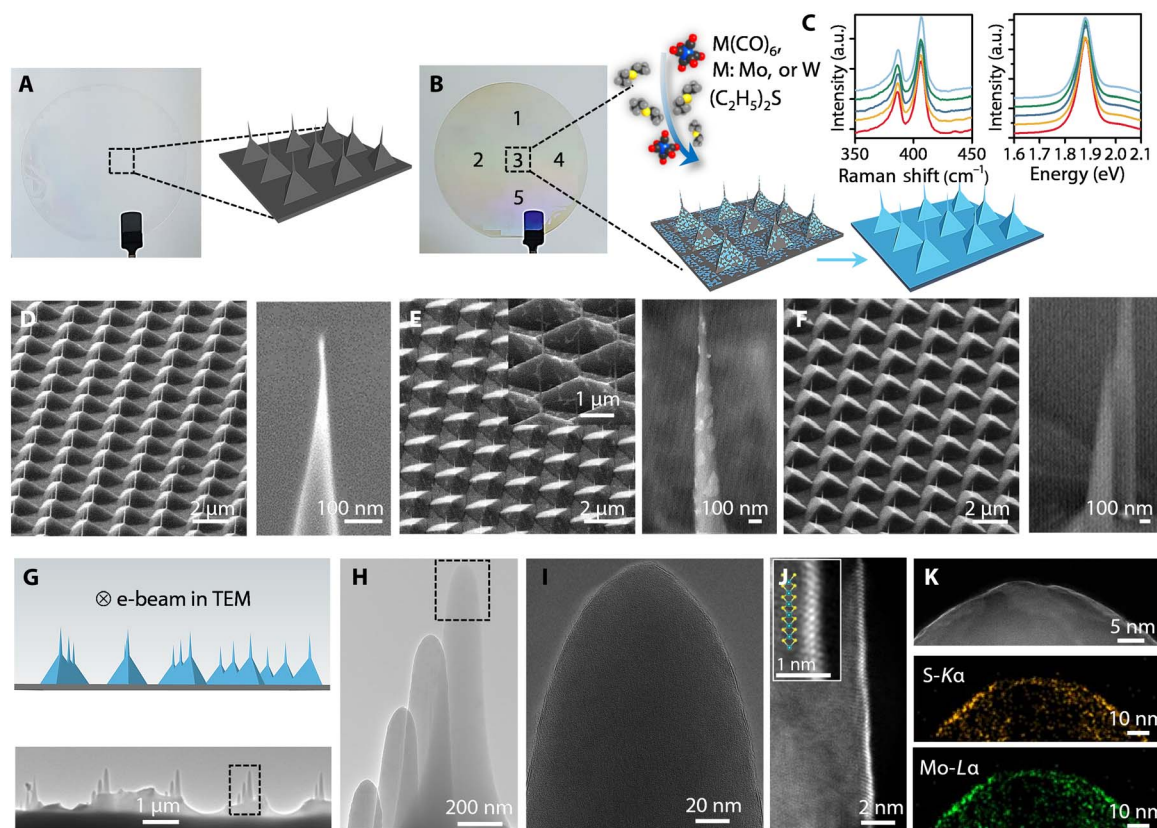 A
B
1
2 3 4
5
M(CO)₆,
M: Mo, or W
(C₂H₅)₂S
C
Intensity (a.u.)
350 400 450
Raman shift (cm⁻¹)
Intensity (a.u.)
1.6 1.7 1.8 1.9 2.0 2.1
Energy (eV)
D
2 μm
100 nm
E
1 μm
2 μm
100 nm
F
2 μm
100 nm
G
⊗ e-beam in TEM
1 μm
H
200 nm
I
20 nm
J
1 nm
2 nm
K
5 nm
S-Kα
10 nm
Mo-Lα
10 nm